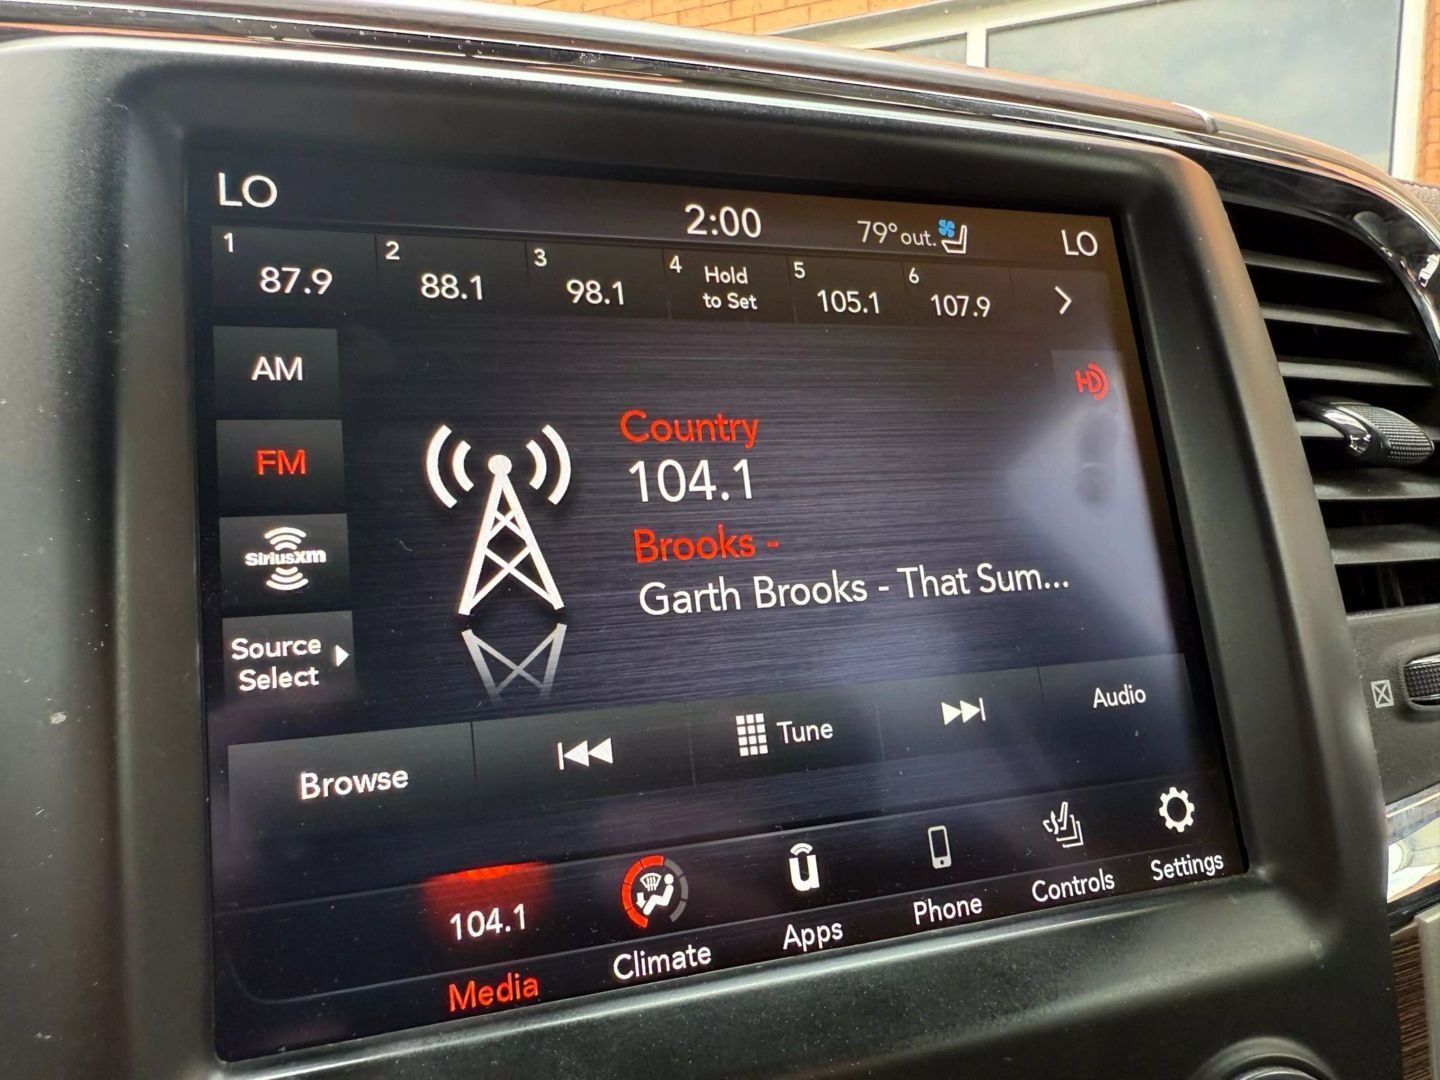 LO
2:00
79° out.
LO
1
87.9
2
88.1
3
98.1
4
Hold
to Set
5
105.1
6
107.9
AM
FM
SiriusXM
Source
Select
HD
Country
104.1
Brooks -
Garth Brooks - That Sum...
Browse
Tune
Audio
104.1
Media
Climate
u
Apps
Phone
Controls
Settings